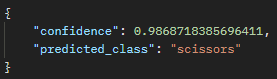 {
"confidence": 0.9868718385696411,
"predicted_class": "scissors"
}